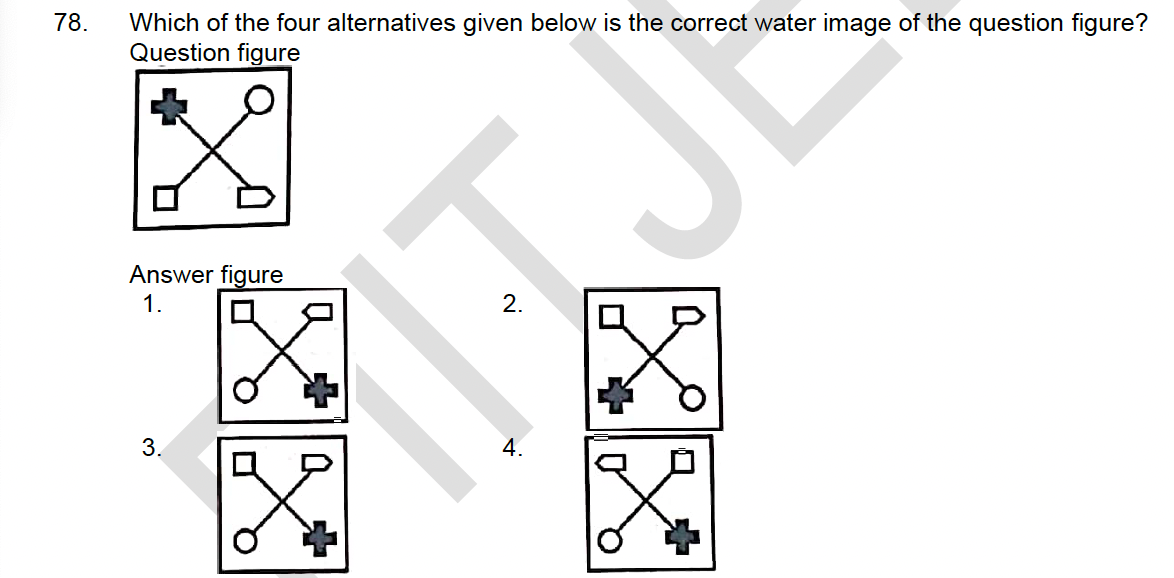 78. Which of the four alternatives given below is the correct water image of the question figure?
Question figure
Answer figure
1. 2.
3. 4.